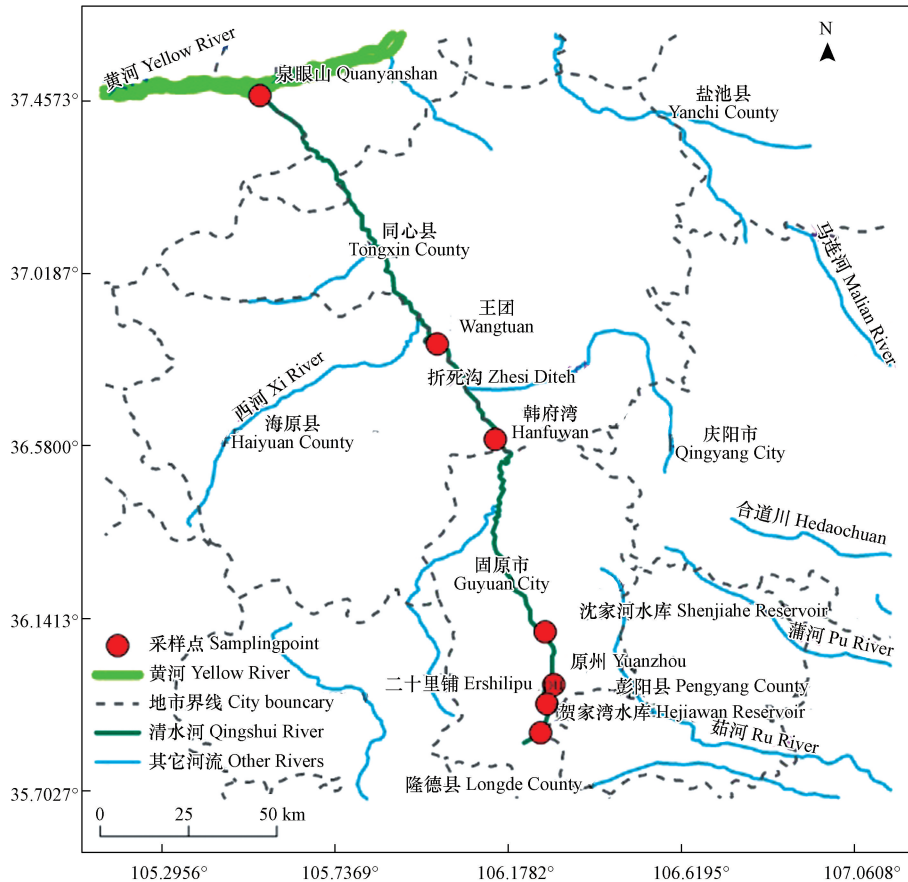 N
黄河 Yellow River
泉眼山 Quanyanshan
37.4573°
盐池县
Yanchi County
同心县
Tongxin County
马连河 Malian River
37.0187°
王团
Wangtuan
西河 Xi River
折死沟 Zhesi Diteh
海原县
Haiyuan County
韩府湾
Hanfuwan
36.5800°
庆阳市
Qingyang City
合道川 Hedaochuan
固原市
Guyuan City
36.1413°
沈家河水库 Shenjiahe Reservoir
蒲河 Pu River
采样点 Samplingpoint
原州 Yuanzhou
黄河 Yellow River
二十里铺 Ershilipu
彭阳县 Pengyang County
地市界线 City bouncary
贺家湾水库 Hejiawan Reservoir
清水河 Qingshui River
茹河 Ru River
其它河流 Other Rivers
隆德县 Longde County
35.7027°
0 25 50 km
105.2956° 105.7369° 106.1782° 106.6195° 107.0608°